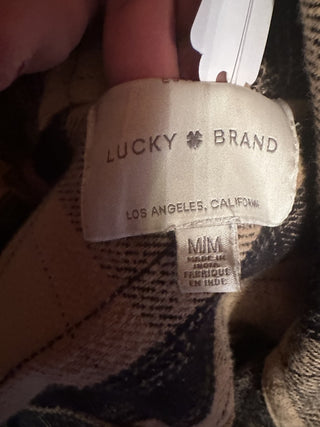 LUCKY BRAND
LOS ANGELES, CALIFORNIA
M/M
MADE IN
INDIA
FABRIQUÉ
EN INDE